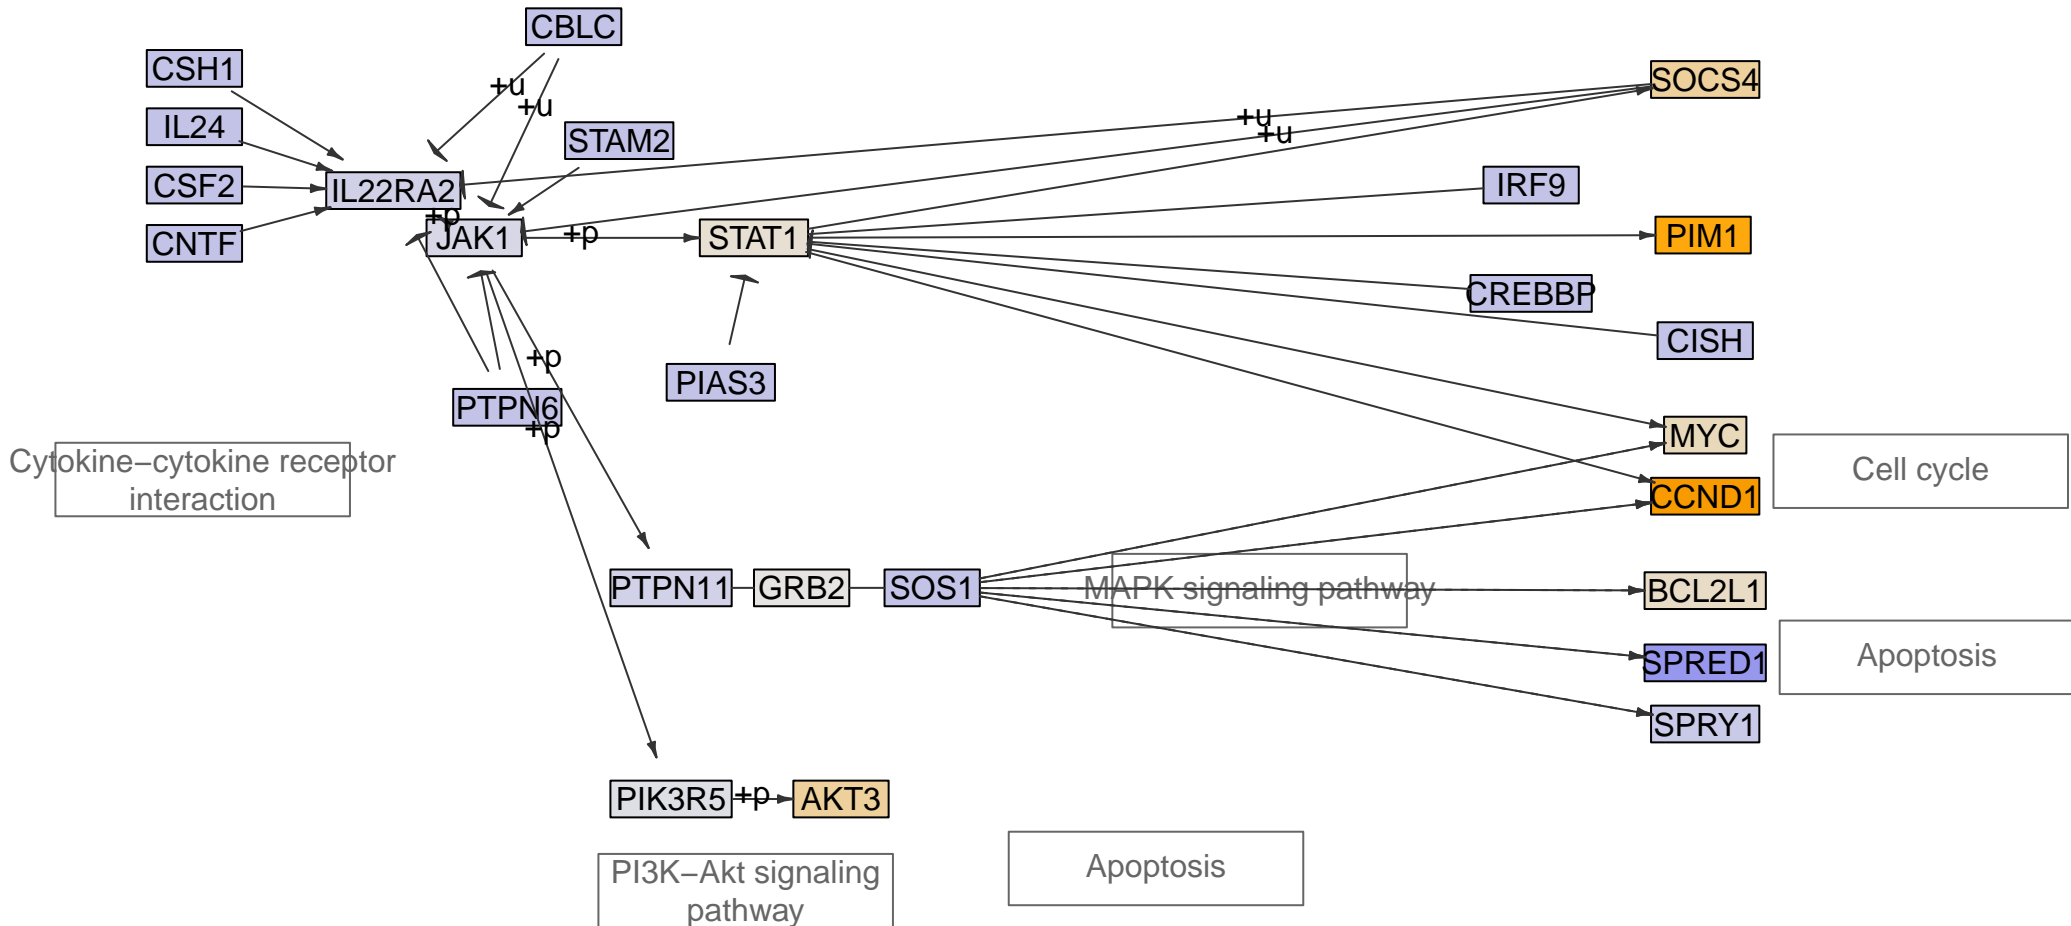 CBLC
CSH1
SOCS4
+u
+u
+u
IL24
+u
STAM2
CSF2
IL22RA2
IRF9
+p
CNTF
JAK1
+p
STAT1
PIM1
CREBBP
CISH
+p
PIAS3
PTPN6
+p
MYC
Cytokine–cytokine receptor
interaction
Cell cycle
CCND1
PTPN11
GRB2
SOS1
MAPK signaling pathway
BCL2L1
SPRED1
Apoptosis
SPRY1
PIK3R5
+p
AKT3
Apoptosis
PI3K–Akt signaling
pathway